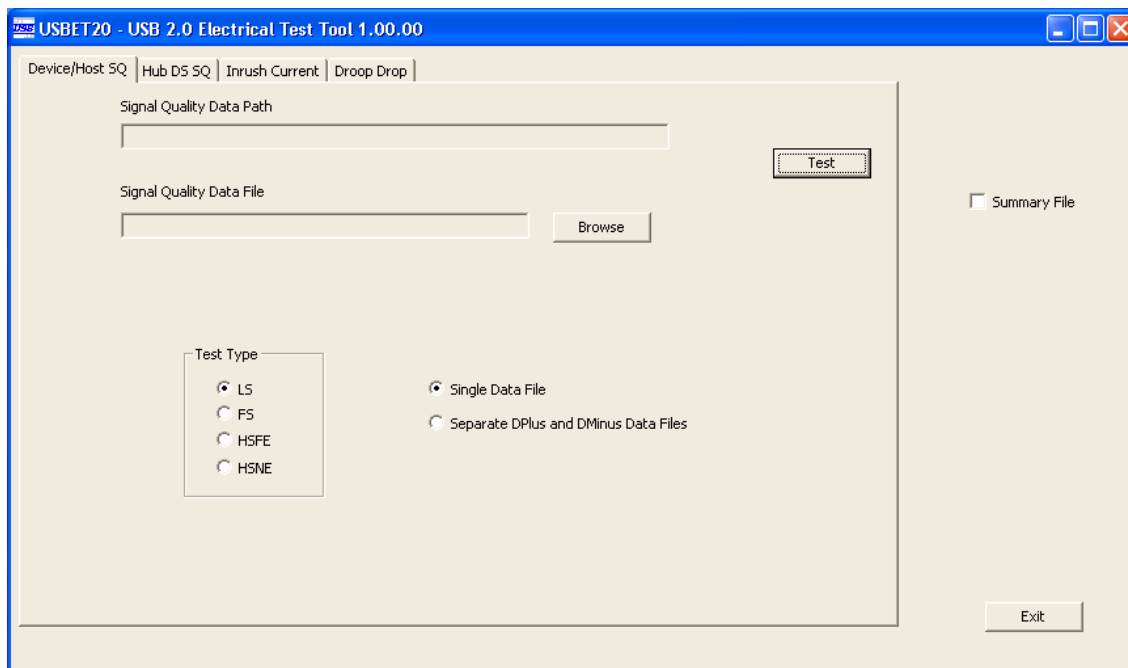 USBET20 - USB 2.0 Electrical Test Tool 1.00.00
Device/Host SQ Hub DS SQ Inrush Current Droop Drop
Signal Quality Data Path
Test
Signal Quality Data File
Summary File
Browse
Test Type
LS
Single Data File
FS
Separate DPlus and DMinus Data Files
HSFE
HSNE
Exit